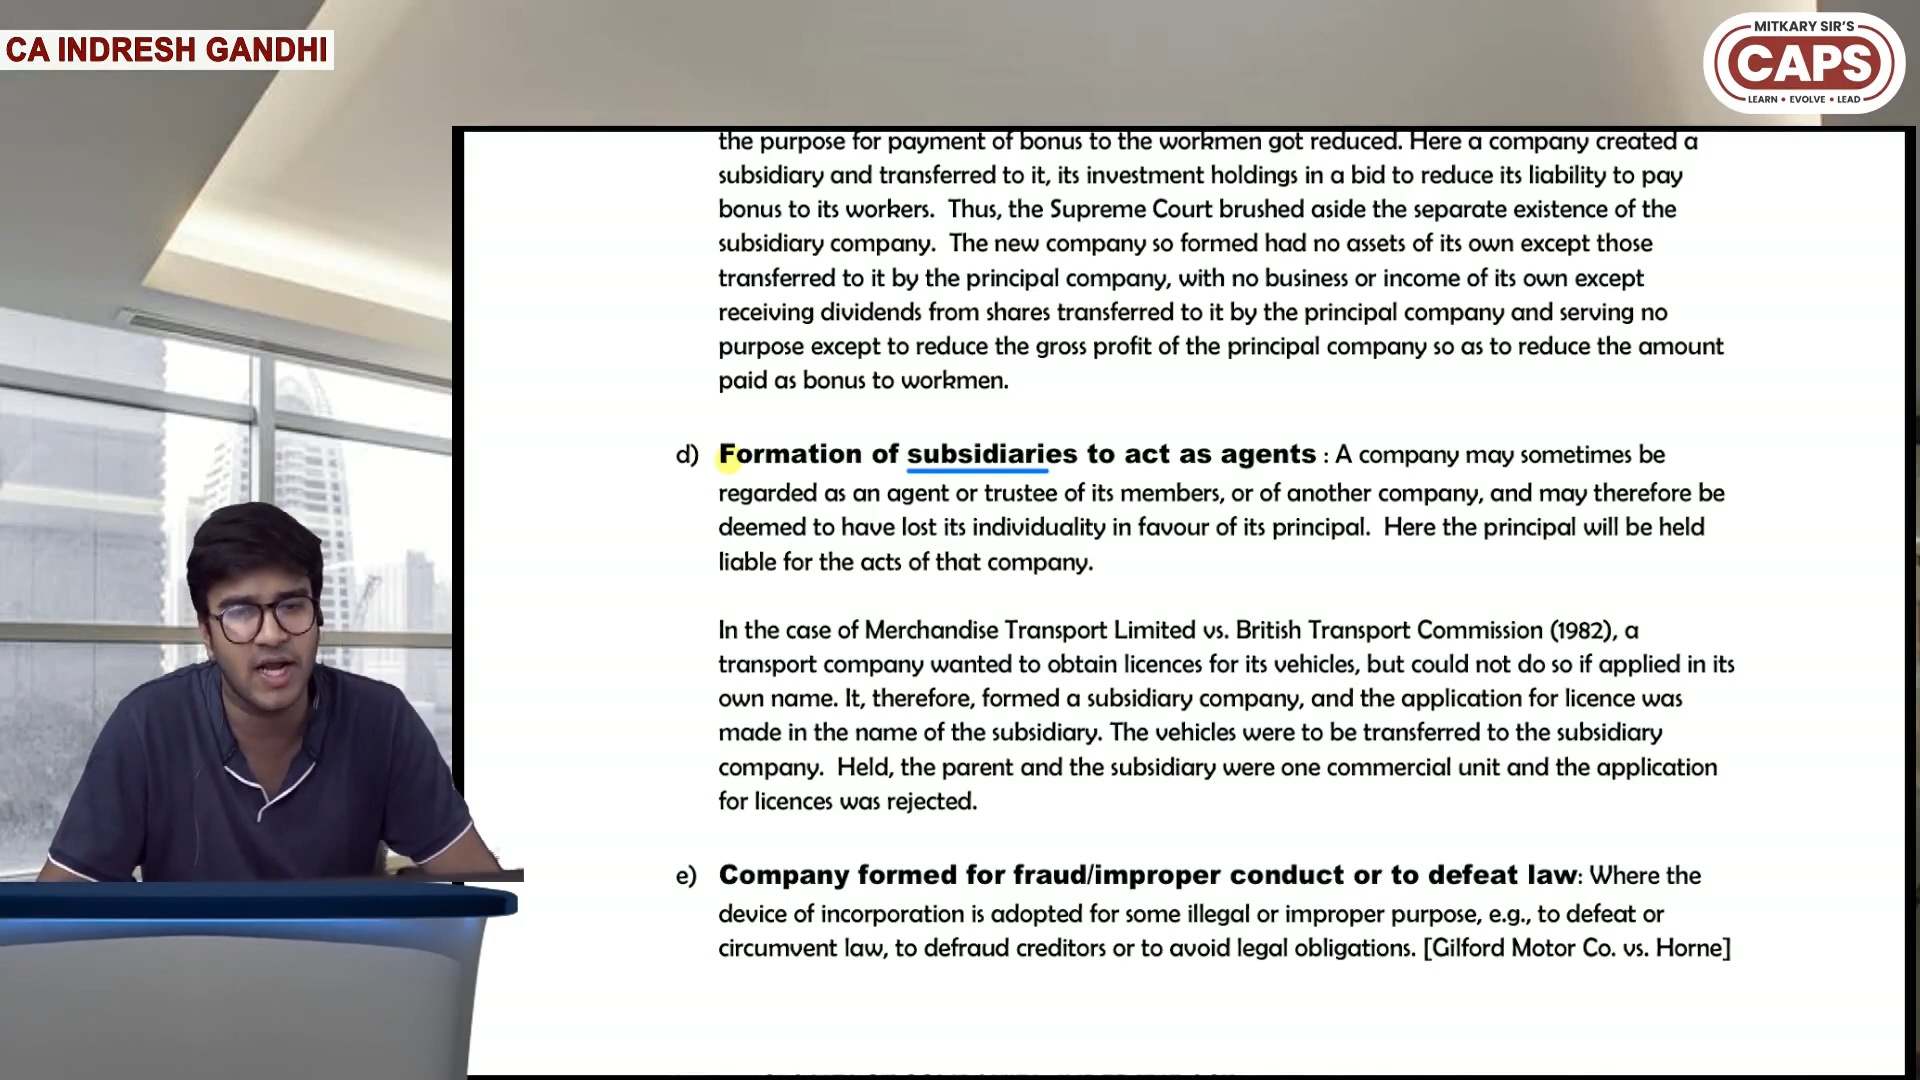 CA INDRESH GANDHI
MITKARY SIR'S
CAPS
LEARN • EVOLVE • LEAD
the purpose for payment of bonus to the workmen got reduced. Here a company created a
subsidiary and transferred to it, its investment holdings in a bid to reduce its liability to pay
bonus to its workers.  Thus, the Supreme Court brushed aside the separate existence of the
subsidiary company.  The new company so formed had no assets of its own except those
transferred to it by the principal company, with no business or income of its own except
receiving dividends from shares transferred to it by the principal company and serving no
purpose except to reduce the gross profit of the principal company so as to reduce the amount
paid as bonus to workmen.
d) Formation of subsidiaries to act as agents : A company may sometimes be
regarded as an agent or trustee of its members, or of another company, and may therefore be
deemed to have lost its individuality in favour of its principal.  Here the principal will be held
liable for the acts of that company.
In the case of Merchandise Transport Limited vs. British Transport Commission (1982), a
transport company wanted to obtain licences for its vehicles, but could not do so if applied in its
own name. It, therefore, formed a subsidiary company, and the application for licence was
made in the name of the subsidiary. The vehicles were to be transferred to the subsidiary
company.  Held, the parent and the subsidiary were one commercial unit and the application
for licences was rejected.
e) Company formed for fraud/improper conduct or to defeat law: Where the
device of incorporation is adopted for some illegal or improper purpose, e.g., to defeat or
circumvent law, to defraud creditors or to avoid legal obligations. [Gilford Motor Co. vs. Horne]